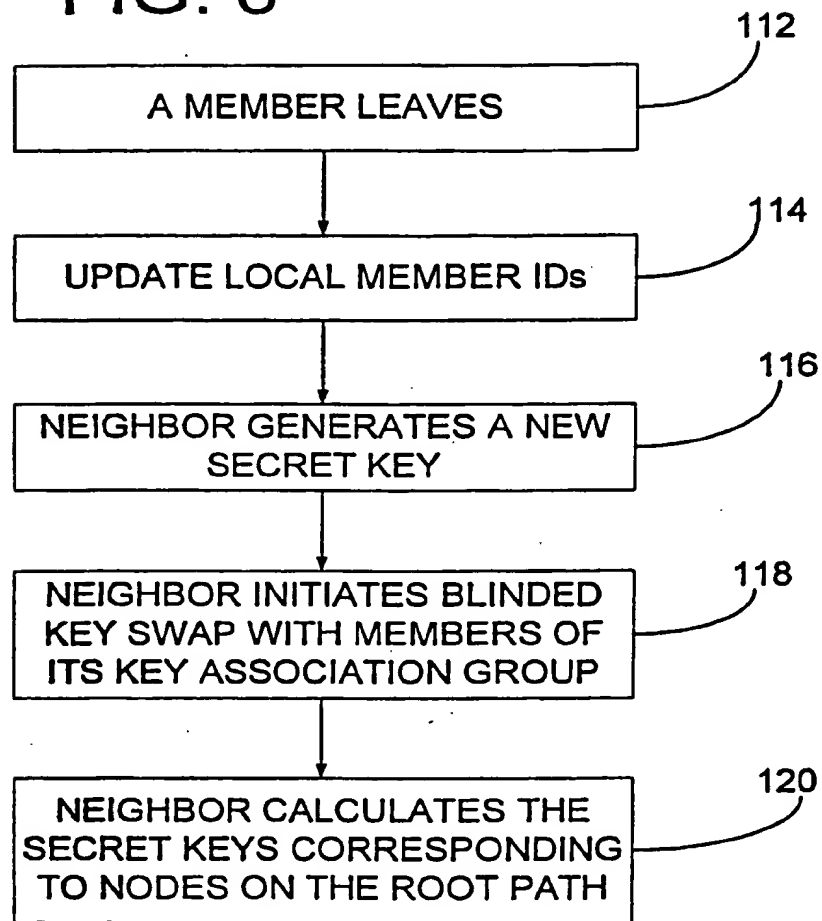 112
A MEMBER LEAVES
114
UPDATE LOCAL MEMBER IDs
116
NEIGHBOR GENERATES A NEW
SECRET KEY
118
NEIGHBOR INITIATES BLINDED
KEY SWAP WITH MEMBERS OF
ITS KEY ASSOCIATION GROUP
120
NEIGHBOR CALCULATES THE
SECRET KEYS CORRESPONDING
TO NODES ON THE ROOT PATH